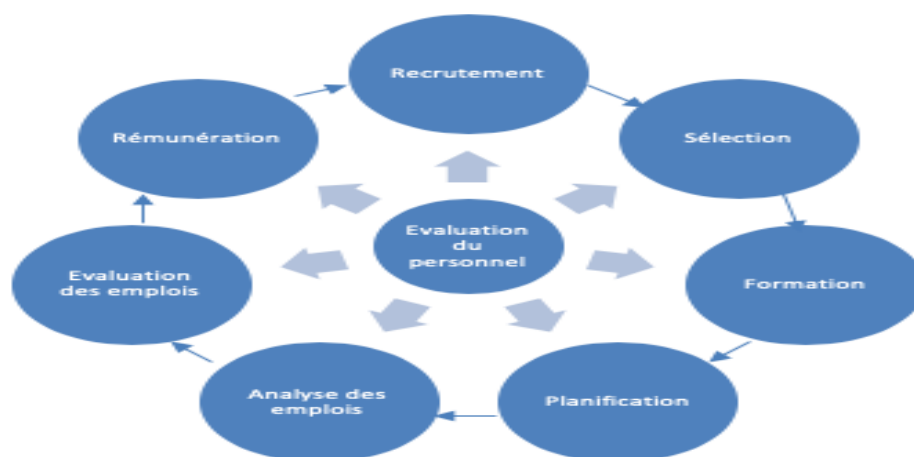 Recrutement
Rémunération
Sélection
Evaluation
du
personnel
Evaluation
des emplois
Formation
Analyse des
emplois
Planification